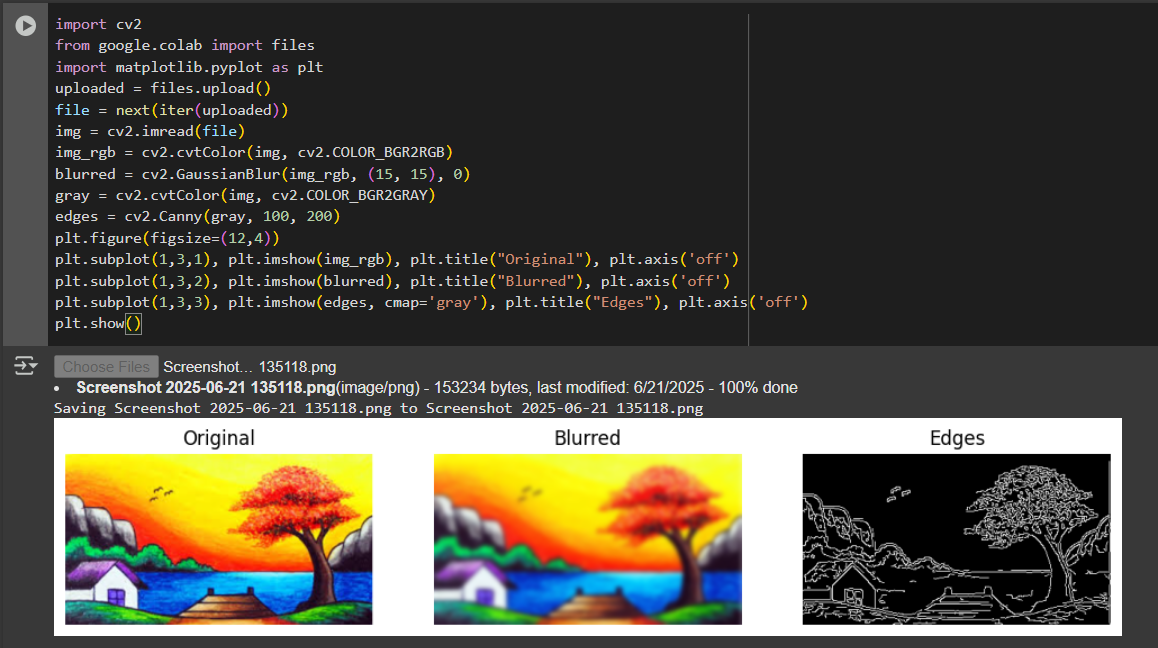 import cv2
from google.colab import files
import matplotlib.pyplot as plt
uploaded = files.upload()
file = next(iter(uploaded))
img = cv2.imread(file)
img_rgb = cv2.cvtColor(img, cv2.COLOR_BGR2RGB)
blurred = cv2.GaussianBlur(img_rgb, (15, 15), 0)
gray = cv2.cvtColor(img, cv2.COLOR_BGR2GRAY)
edges = cv2.Canny(gray, 100, 200)
plt.figure(figsize=(12,4))
plt.subplot(1,3,1), plt.imshow(img_rgb), plt.title("Original"), plt.axis('off')
plt.subplot(1,3,2), plt.imshow(blurred), plt.title("Blurred"), plt.axis('off')
plt.subplot(1,3,3), plt.imshow(edges, cmap='gray'), plt.title("Edges"), plt.axis('off')
plt.show()
Choose Files Screenshot... 135118.png
• Screenshot 2025-06-21 135118.png(image/png) - 153234 bytes, last modified: 6/21/2025 - 100% done
Saving Screenshot 2025-06-21 135118.png to Screenshot 2025-06-21 135118.png
Original Blurred Edges